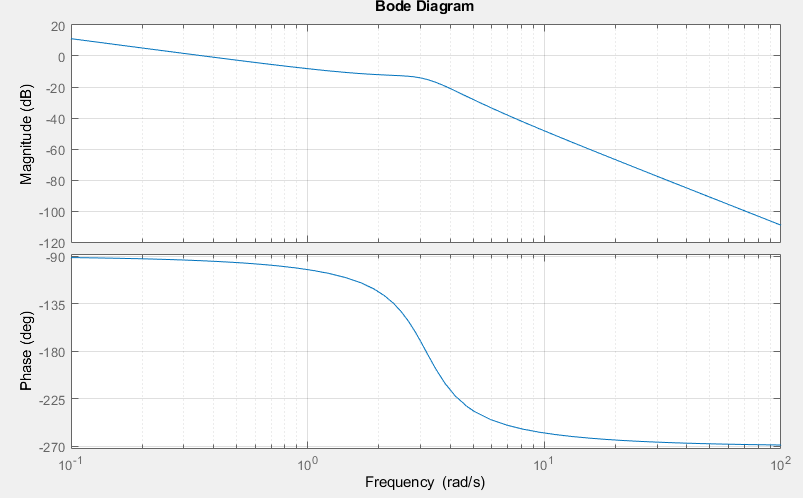 Bode Diagram
20
0
-20
-40
-60
-80
-100
-120
Magnitude (dB)
-90
-135
-180
-225
-270
Phase (deg)
10^-1 10^0 10^1 10^2
Frequency (rad/s)